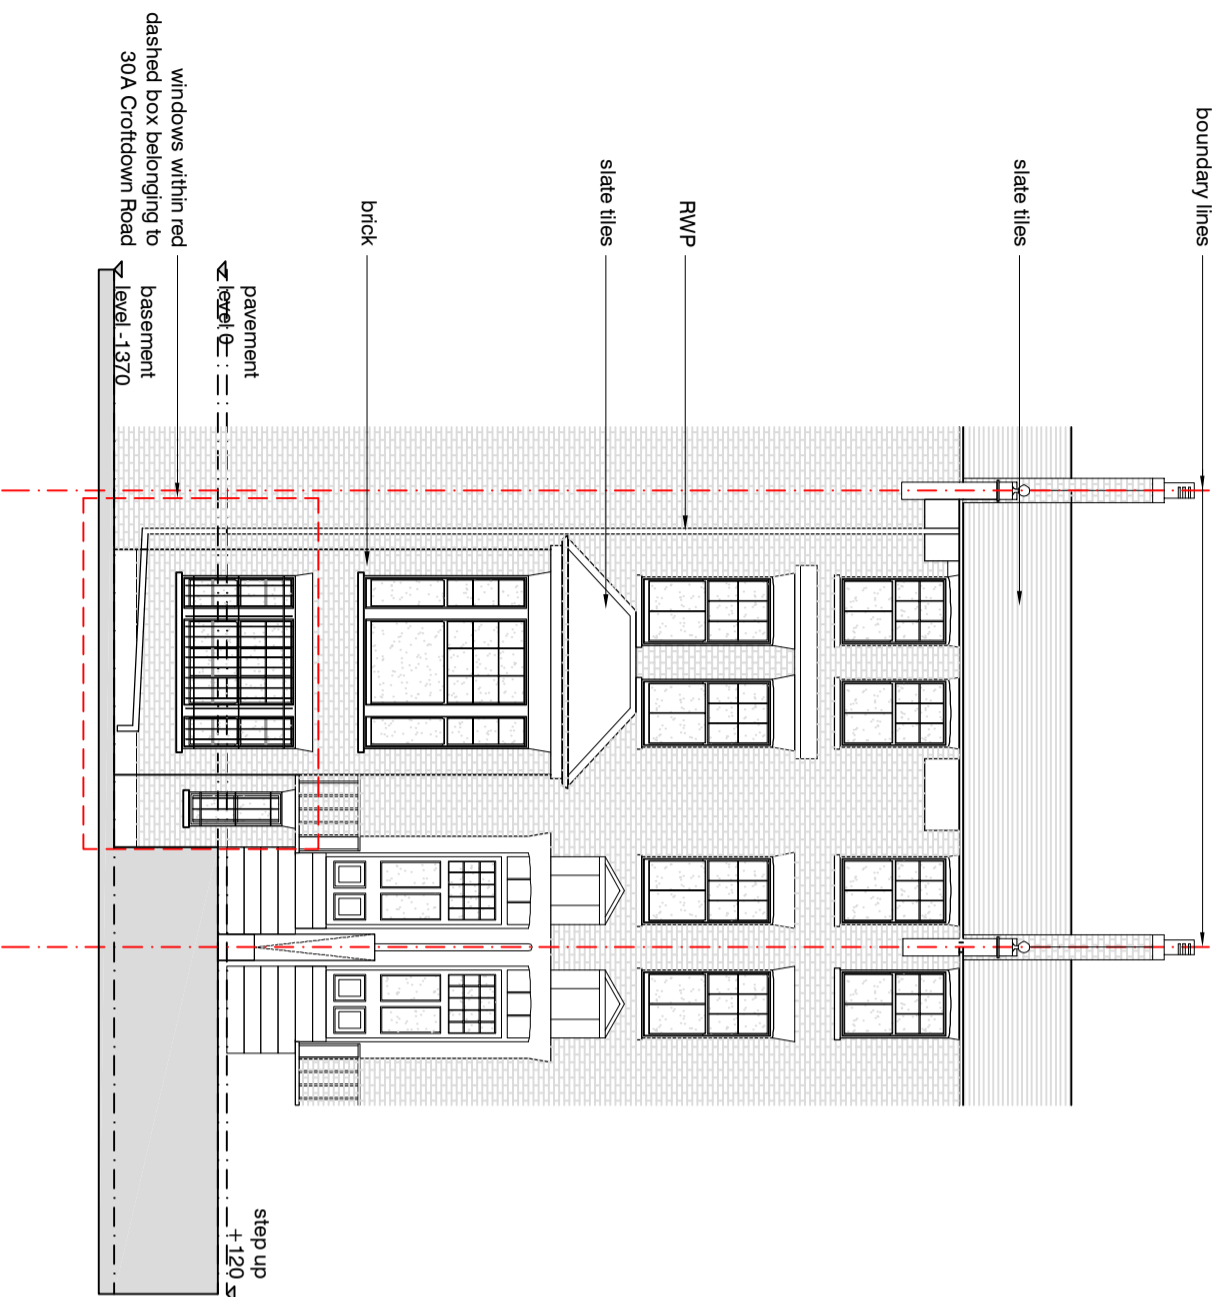 boundary lines
slate tiles
RWP
slate tiles
brick
windows within red
dashed box belonging to
30A Croftdown Road
pavement
level 0
basement
level -1370
step up
+120